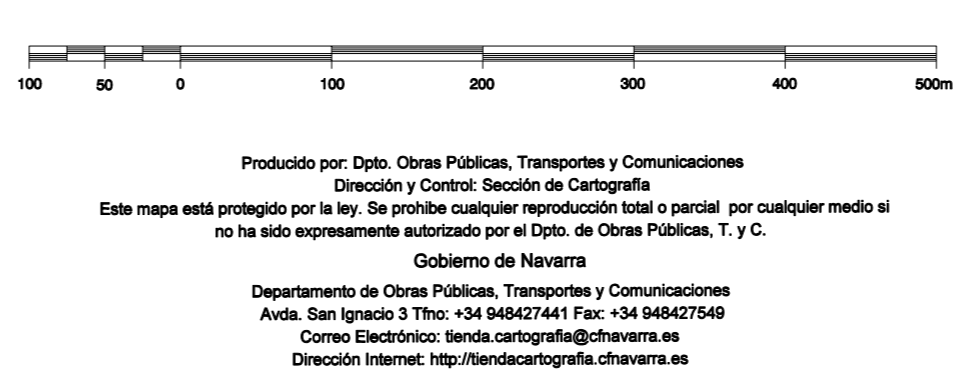 100 50 0 100 200 300 400 500m
Producido por: Dpto. Obras Públicas, Transportes y Comunicaciones
Dirección y Control: Sección de Cartografía
Este mapa está protegido por la ley. Se prohibe cualquier reproducción total o parcial por cualquier medio si
no ha sido expresamente autorizado por el Dpto. de Obras Públicas, T. y C.
Gobierno de Navarra
Departamento de Obras Públicas, Transportes y Comunicaciones
Avda. San Ignacio 3 Tfno: +34 948427441 Fax: +34 948427549
Correo Electrónico: tienda.cartografia@cfnavarra.es
Dirección Internet: http://tiendacartografia.cfnavarra.es